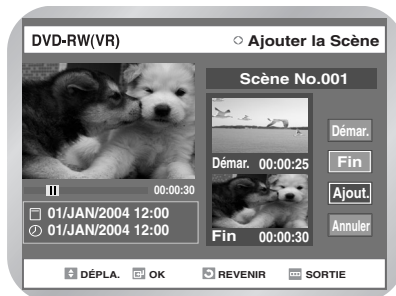 DVD-RW(VR) Ajouter la Scène
Scène No.001
Démar. 00:00:25
Fin 00:00:30
Démar.
Fin
Ajout.
Annuler
00:00:30
01/JAN/2004 12:00
01/JAN/2004 12:00
DÉPLA. OK REVENIR SORTIE